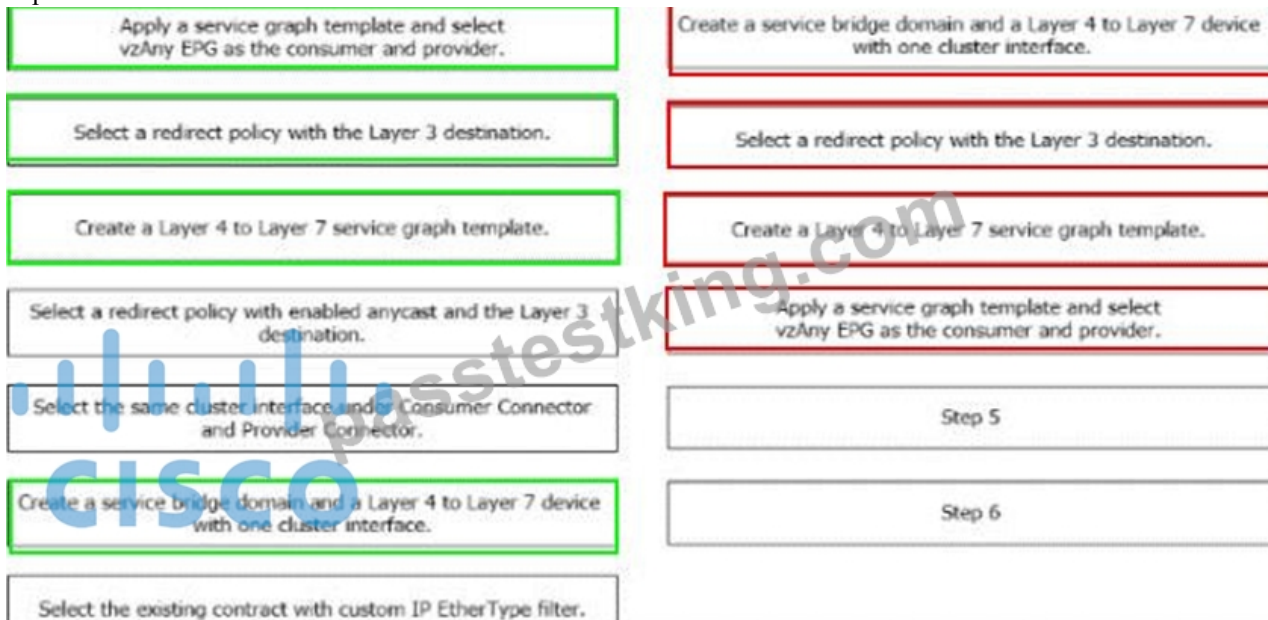 Apply a service graph template and select
vzAny EPG as the consumer and provider.
Select a redirect policy with the Layer 3 destination.
Create a Layer 4 to Layer 7 service graph template.
Select a redirect policy with enabled anycast and the Layer 3
destination.
Select the same cluster interface under Consumer Connector
and Provider Connector.
Create a service bridge domain and a Layer 4 to Layer 7 device
with one cluster interface.
Select the existing contract with custom IP EtherType filter.
Create a service bridge domain and a Layer 4 to Layer 7 device
with one cluster interface.
Select a redirect policy with the Layer 3 destination.
Create a Layer 4 to Layer 7 service graph template.
Apply a service graph template and select
vzAny EPG as the consumer and provider.
Step 5
Step 6
passtestking.com
CISCO